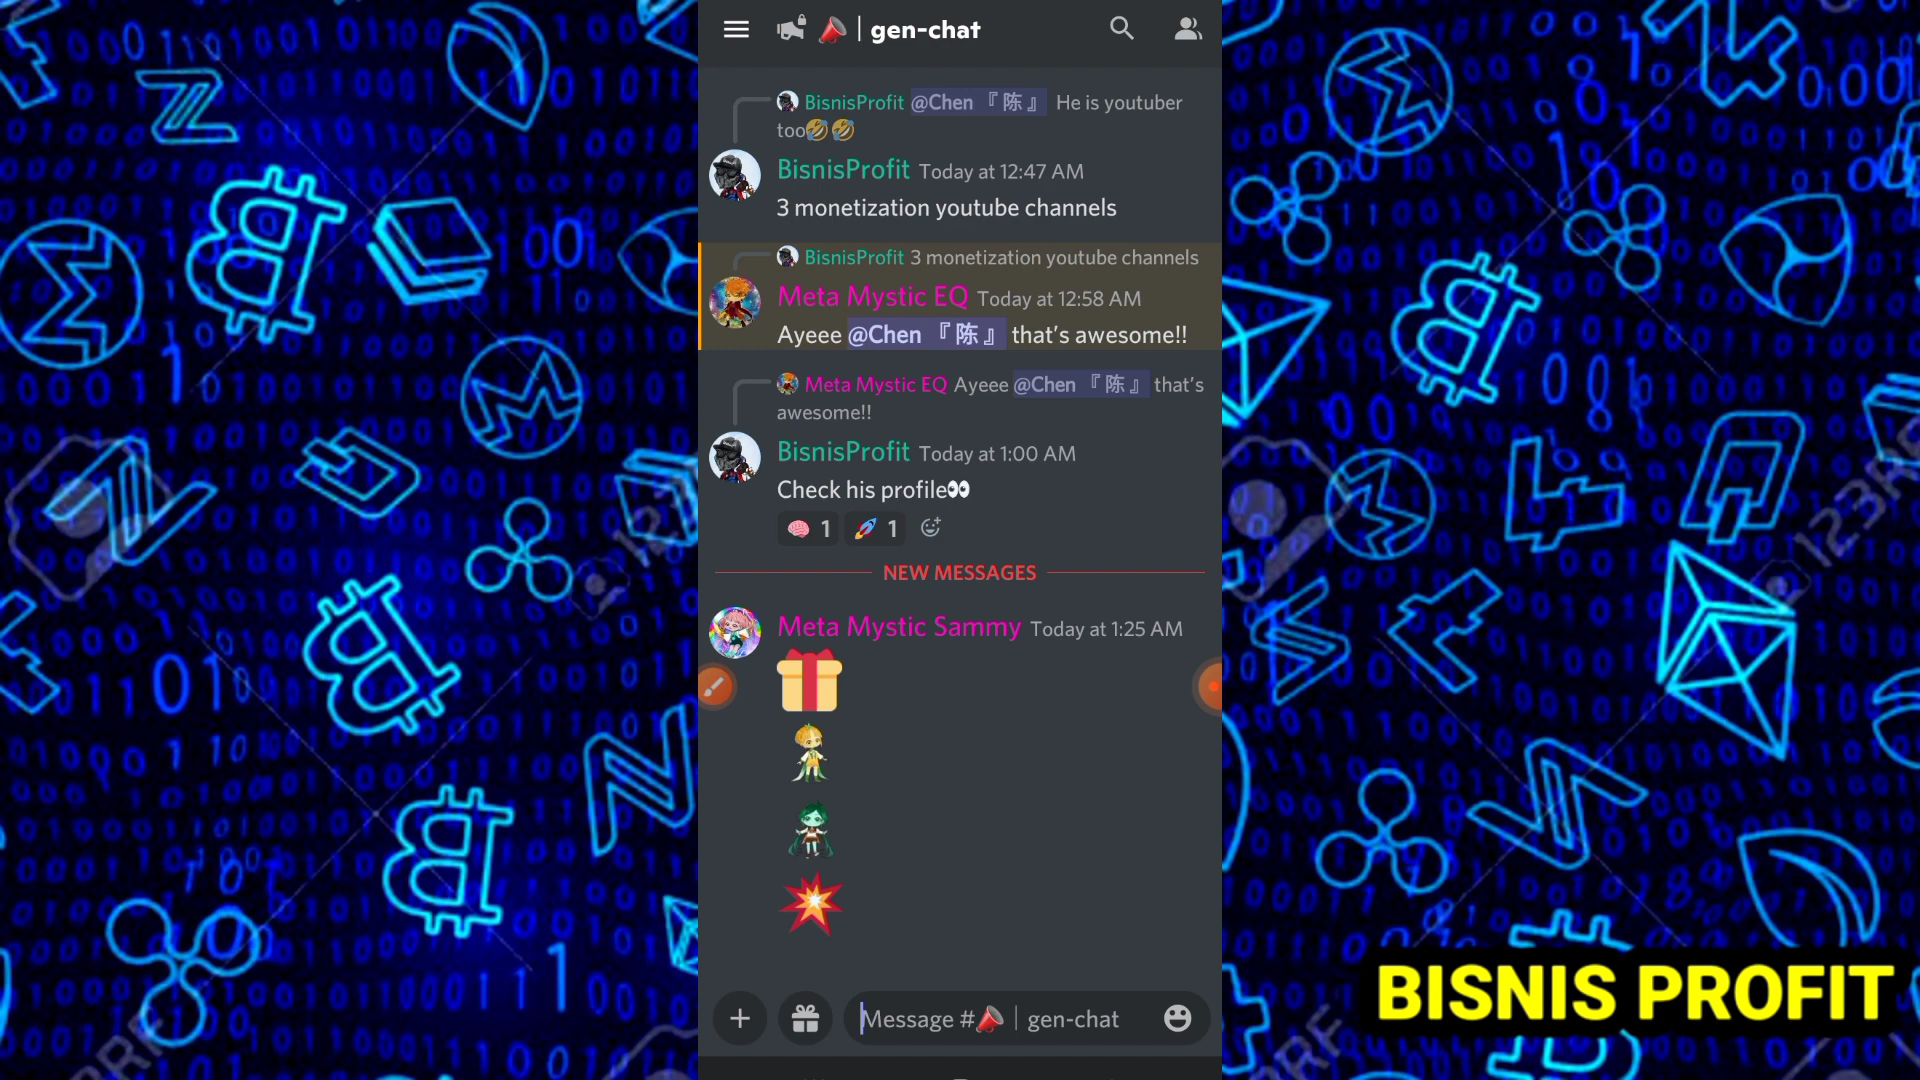 gen-chat
BisnisProfit @Chen 『 陈 』 He is youtuber
too🤣🤣
BisnisProfit Today at 12:47 AM
3 monetization youtube channels
BisnisProfit 3 monetization youtube channels
Meta Mystic EQ Today at 12:58 AM
Ayeee @Chen 『 陈 』 that's awesome!!
Meta Mystic EQ Ayeee @Chen 『 陈 』 that's
awesome!!
BisnisProfit Today at 1:00 AM
Check his profile👀
1 1
NEW MESSAGES
Meta Mystic Sammy Today at 1:25 AM
Message #📣 | gen-chat
BISNIS PROFIT